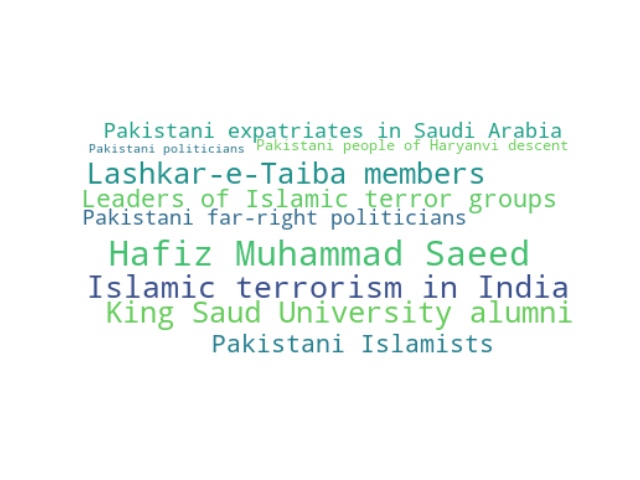 Pakistani expatriates in Saudi Arabia
Pakistani politicians Pakistani people of Haryanvi descent
Lashkar-e-Taiba members
Leaders of Islamic terror groups
Pakistani far-right politicians
Hafiz Muhammad Saeed
Islamic terrorism in India
King Saud University alumni
Pakistani Islamists